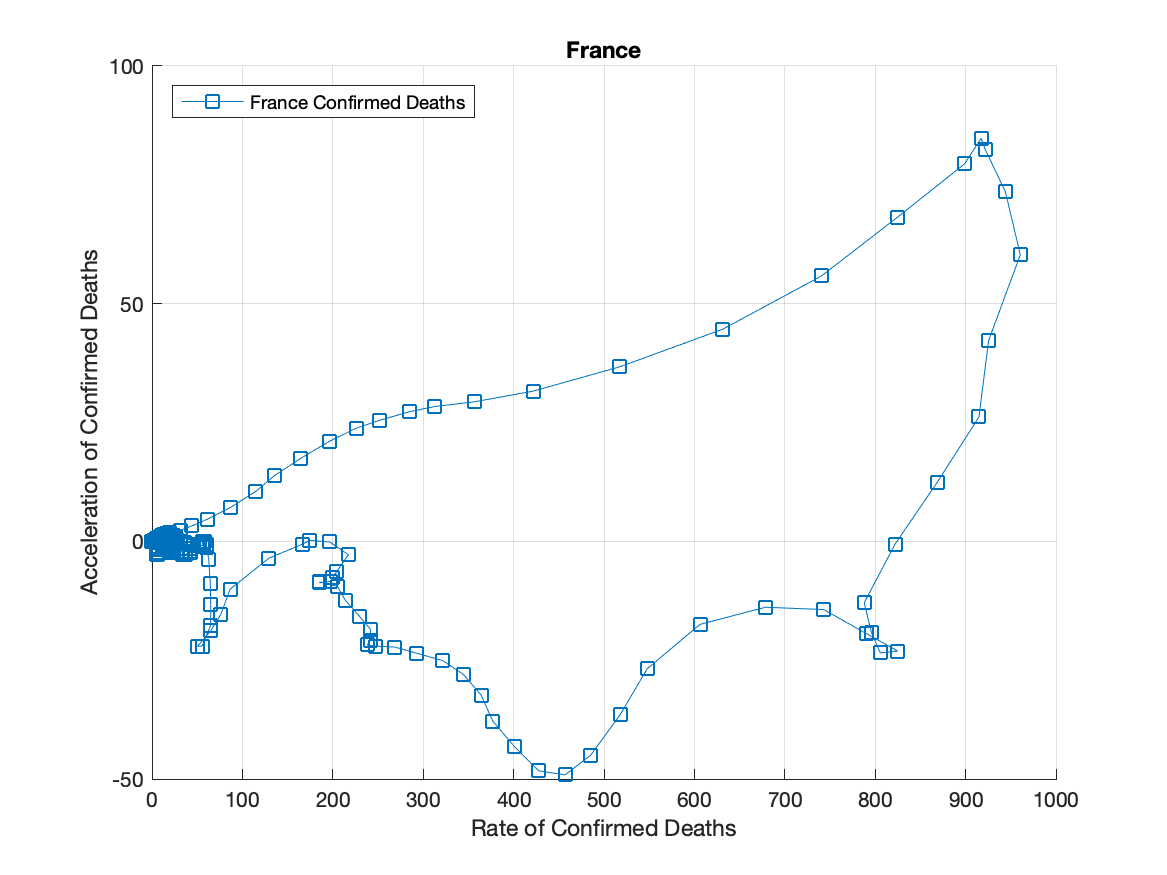 France
100
France Confirmed Deaths
50
0
-50
Acceleration of Confirmed Deaths
0 100 200 300 400 500 600 700 800 900 1000
Rate of Confirmed Deaths